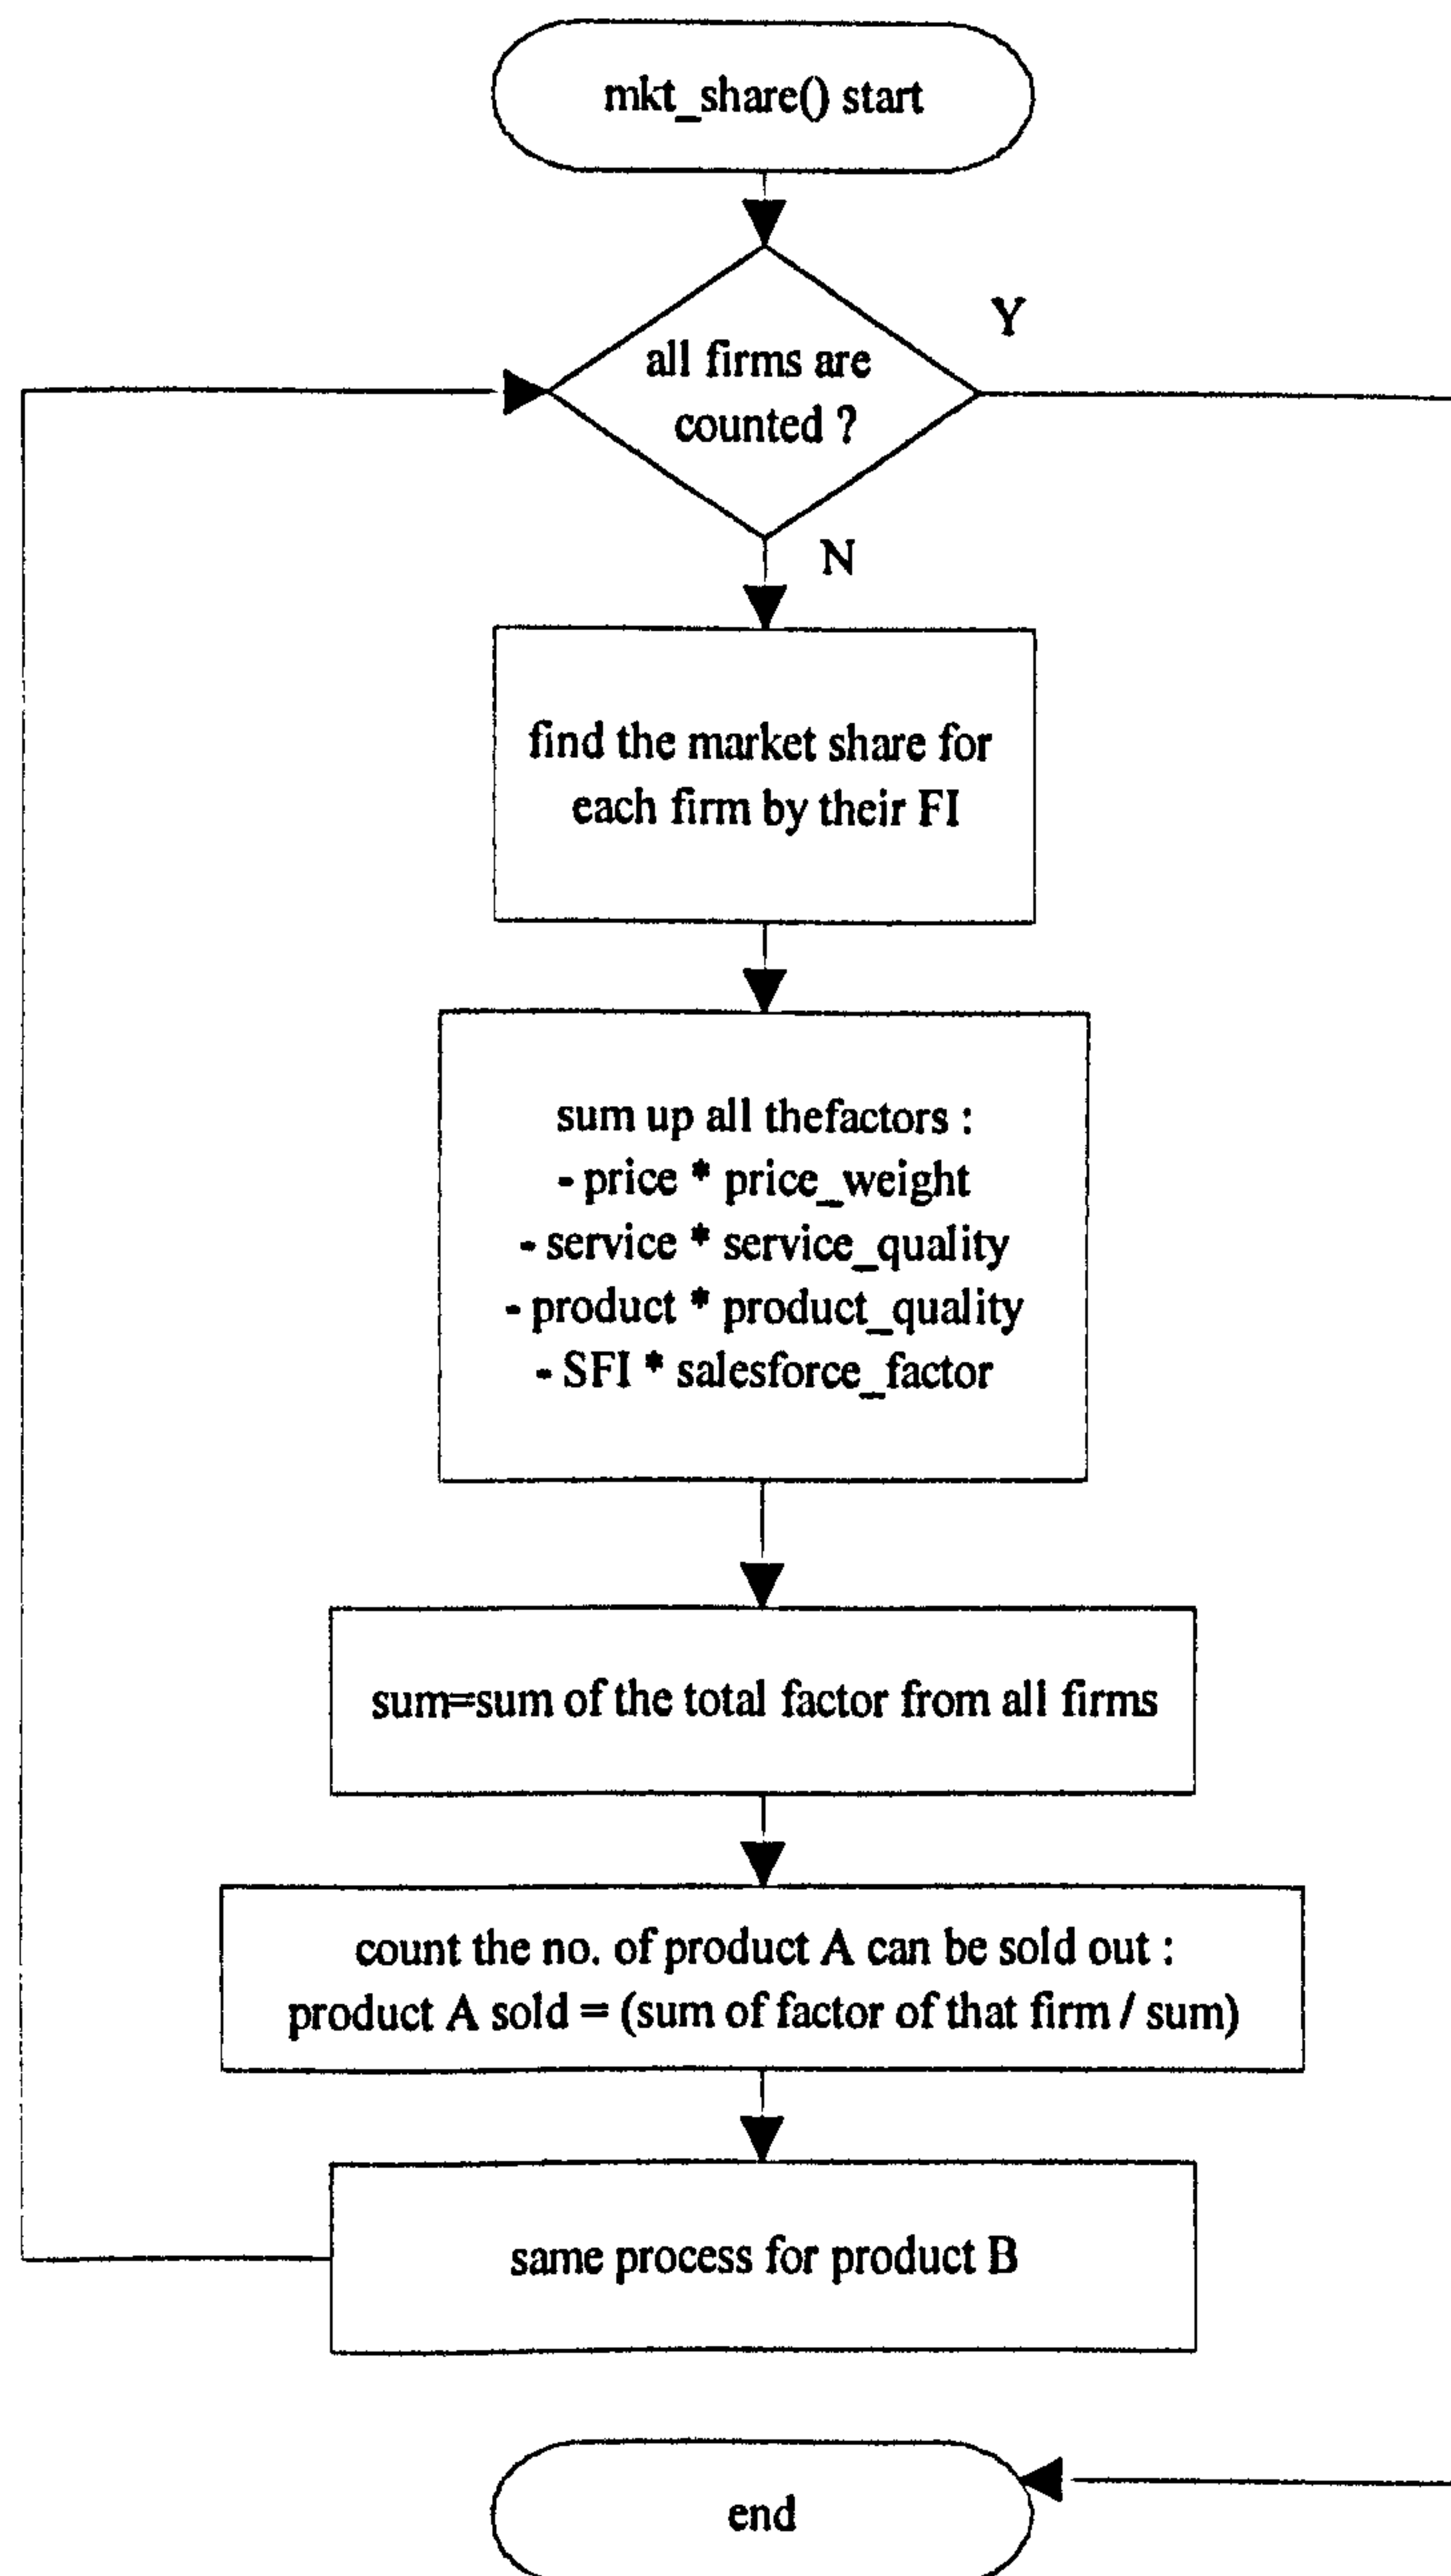 mkt_share() start
all firms are
counted ?
Y
N
find the market share for
each firm by their FI
sum up all thefactors :
- price * price_weight
- service * service_quality
- product * product_quality
- SFI * salesforce_factor
sum=sum of the total factor from all firms
count the no. of product A can be sold out :
product A sold = (sum of factor of that firm / sum)
same process for product B
end